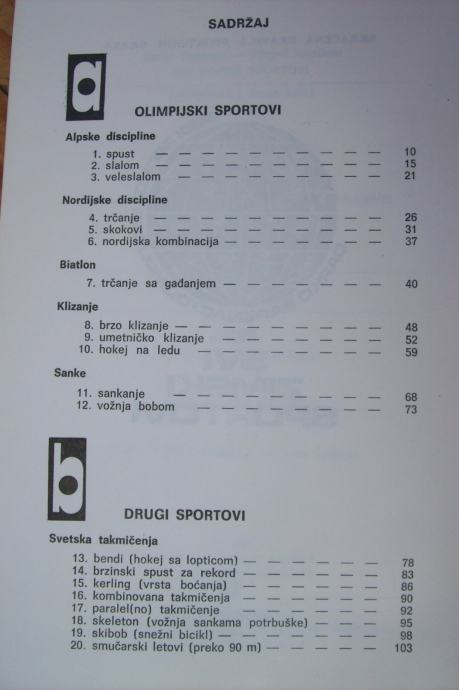 SADRŽAJ
a
OLIMPIJSKI SPORTOVI
Alpske discipline
1. spust — — — — — — — — — 10
2. slalom — — — — — — — — — 15
3. veleslalom — — — — — — — — — 21
Nordijske discipline
4. trčanje — — — — — — — — — 26
5. skokovi — — — — — — — — — 31
6. nordijska kombinacija — — — — — — — 37
Biatlon
7. trčanje sa gađanjem — — — — — — — 40
Klizanje
8. brzo klizanje — — — — — — — — — 48
9. umetničko klizanje — — — — — — — — 52
10. hokej na ledu — — — — — — — — 59
Sanke
11. sankanje — — — — — — — — — 68
12. vožnja bobom — — — — — — — — 73
b
DRUGI SPORTOVI
Svetska takmičenja
13. bendi (hokej sa lopticom) — — — — — — — 78
14. brzinski spust za rekord — — — — — — — 83
15. kerling (vrsta boćanja) — — — — — — — 86
16. kombinovana takmičenja — — — — — — — 90
17. paralel(no) takmičenje — — — — — — — 92
18. skeleton (vožnja sankama potrbuške) — — — — 95
19. skibob (snežni bicikl) — — — — — — — — 98
20. smučarski letovi (preko 90 m) — — — — — — 103